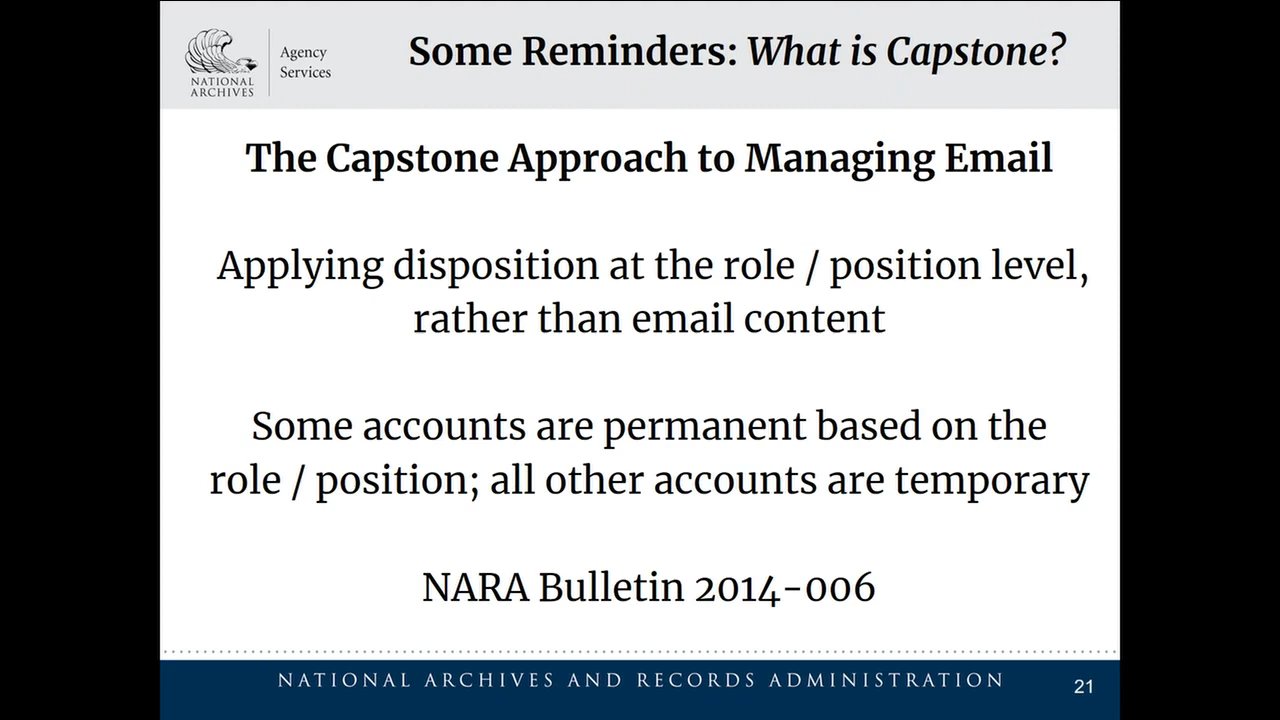 NATIONAL
ARCHIVES
Agency
Services
Some Reminders: What is Capstone?
The Capstone Approach to Managing Email
Applying disposition at the role / position level,
rather than email content
Some accounts are permanent based on the
role / position; all other accounts are temporary
NARA Bulletin 2014-006
NATIONAL ARCHIVES AND RECORDS ADMINISTRATION
21